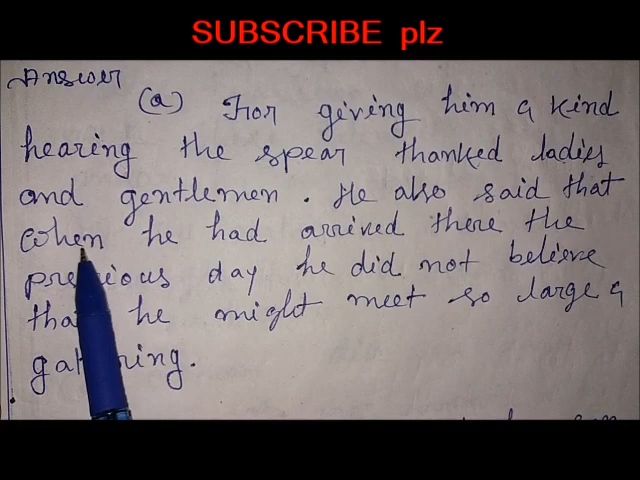 SUBSCRIBE plz
Answer
(a) For giving him a kind
hearing the spear thanked ladies
and gentlemen. He also said that
when he had arrived there the
previous day he did not believe
that he might meet so large a
gathering.